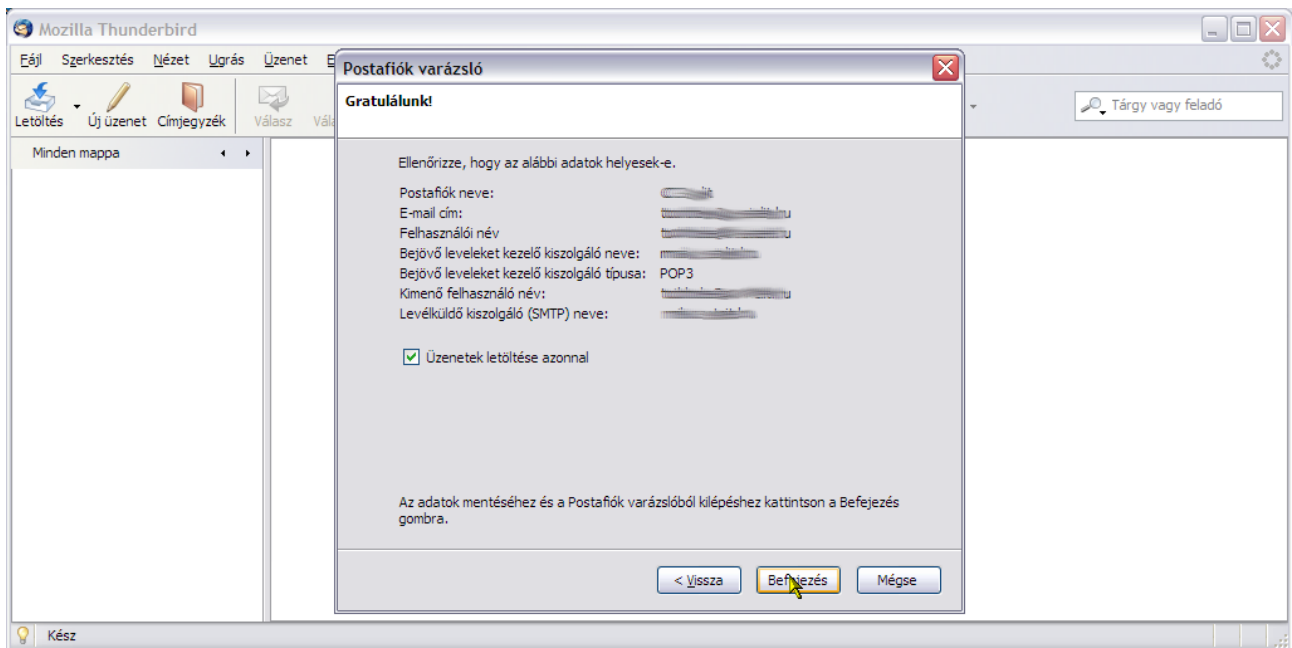 Mozilla Thunderbird
Fájl Szerkesztés Nézet Ugrás Üzenet E
Postafiók varázsló
Gratulálunk!
Letöltés Új üzenet Címjegyzék Válasz Vála
Tárgy vagy feladó
Minden mappa
Ellenőrizze, hogy az alábbi adatok helyesek-e.
Postafiók neve:
E-mail cím:
Felhasználói név
Bejövő leveleket kezelő kiszolgáló neve:
Bejövő leveleket kezelő kiszolgáló típusa: POP3
Kimenő felhasználó név:
Levélküldő kiszolgáló (SMTP) neve:
Üzenetek letöltése azonnal
Az adatok mentéséhez és a Postafiók varázslóból kilépéshez kattintson a Befejezés
gombra.
< Vissza Befejezés Mégse
Kész